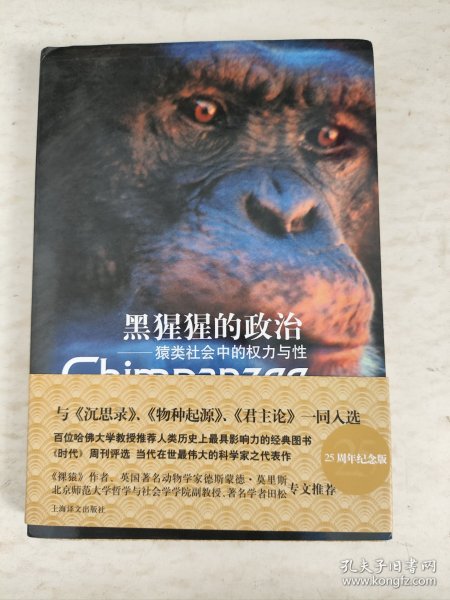 黑猩猩的政治
——猿类社会中的权力与性
Chimpanzee
与《沉思录》、《物种起源》、《君主论》一同入选
百位哈佛大学教授推荐人类历史上最具影响力的经典图书
《时代》周刊评选 当代在世最伟大的科学家之代表作
25周年纪念版
《裸猿》作者、英国著名动物学家德斯蒙德·莫里斯
北京师范大学哲学与社会学学院副教授、著名学者田松
专文推荐
上海译文出版社
孔夫子旧书网
www.kongfz.com